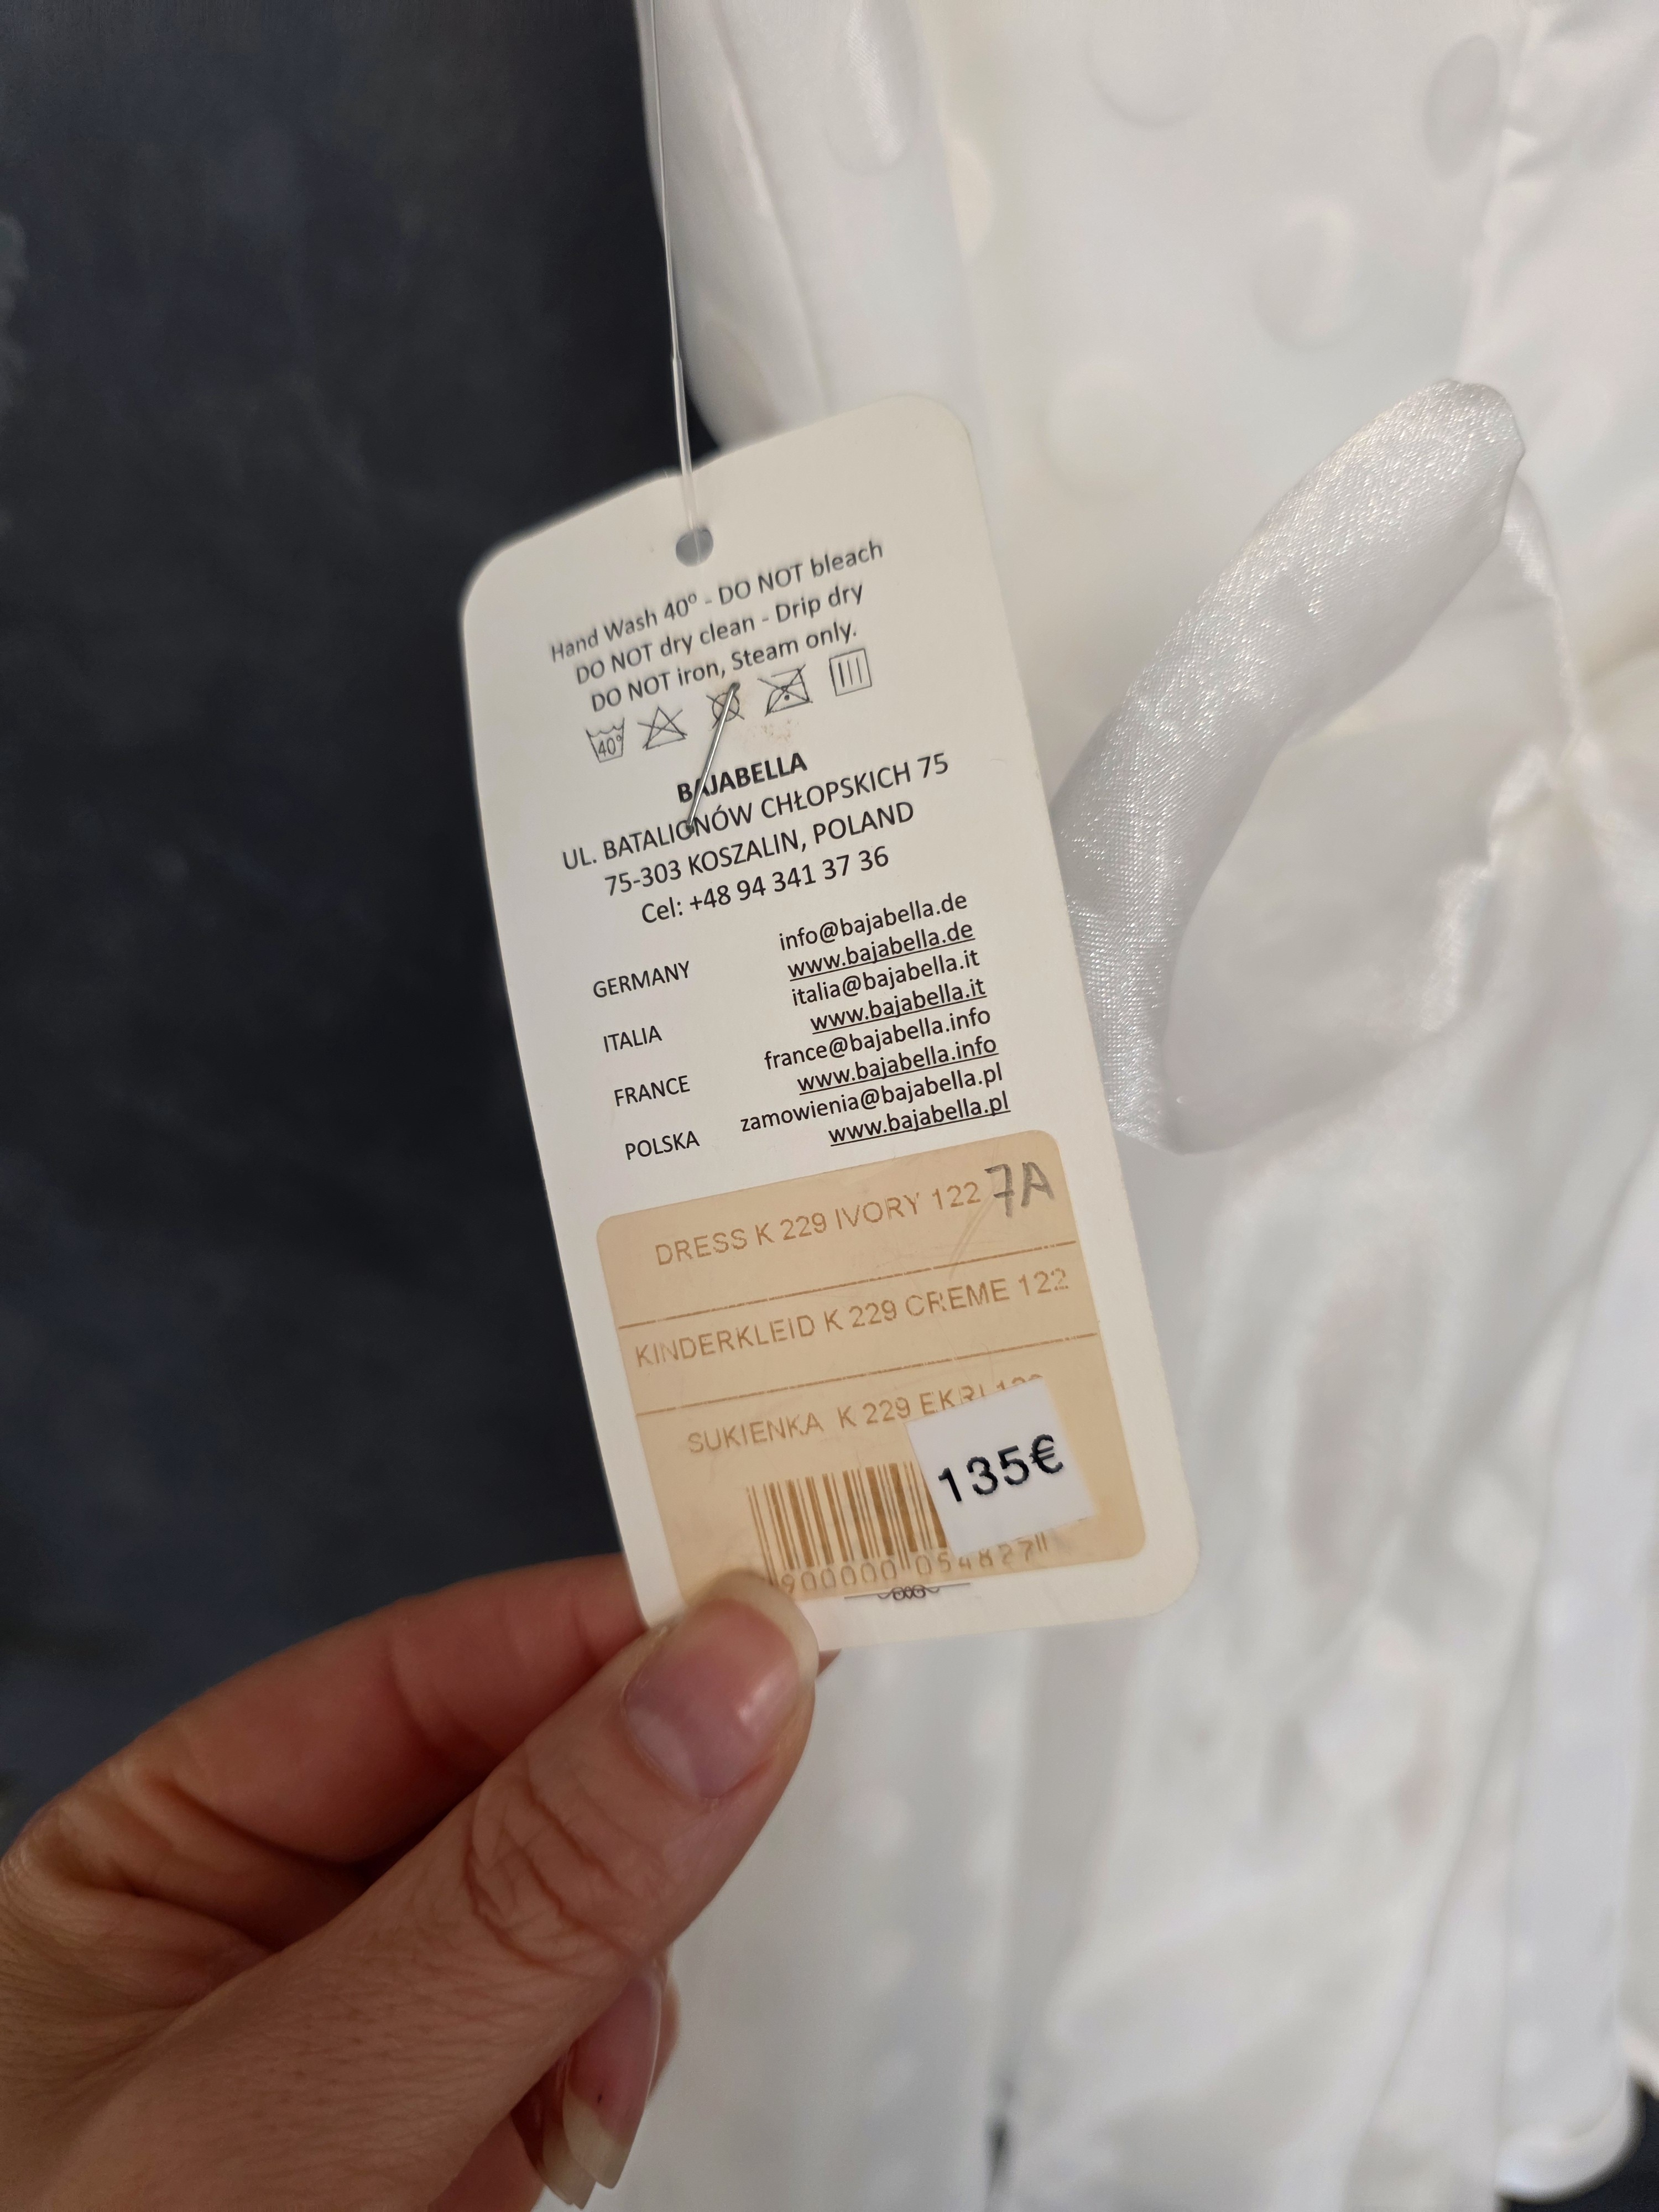 Hand Wash 40º - DO NOT bleach
DO NOT dry clean - Drip dry
DO NOT iron, Steam only.
40°
BAJABELLA
UL. BATALIONÓW CHŁOPSKICH 75
75-303 KOSZALIN, POLAND
Cel: +48 94 341 37 36
info@bajabella.de
GERMANY www.bajabella.de
italia@bajabella.it
ITALIA www.bajabella.it
france@bajabella.info
FRANCE www.bajabella.info
zamowienia@bajabella.pl
POLSKA www.bajabella.pl
DRESS K 229 IVORY 122 7A
KINDERKLEID K 229 CREME 122
SUKIENKA K 229
135€
900000 054827